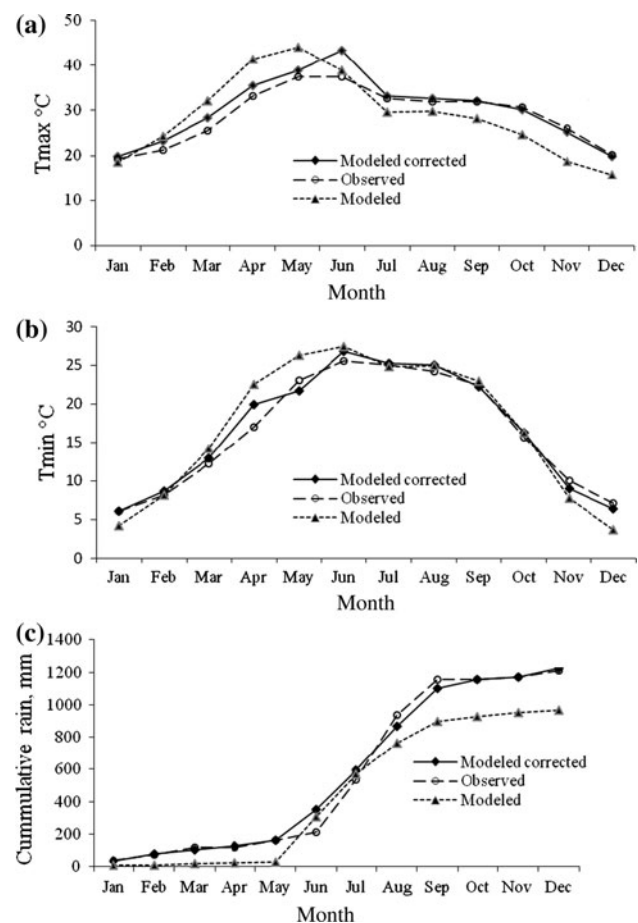 (a)
50
40
30
20
10
0
Tmax °C
Modeled corrected
Observed
Modeled
Jan Feb Mar Apr May Jun Jul Aug Sep Oct Nov Dec
Month
(b)
30
25
20
15
10
5
0
Tmin °C
Modeled corrected
Observed
Modeled
Jan Feb Mar Apr May Jun Jul Aug Sep Oct Nov Dec
Month
(c)
1400
1200
1000
800
600
400
200
0
Cummulative rain, mm
Modeled corrected
Observed
Modeled
Jan Feb Mar Apr May Jun Jul Aug Sep Oct Nov Dec
Month